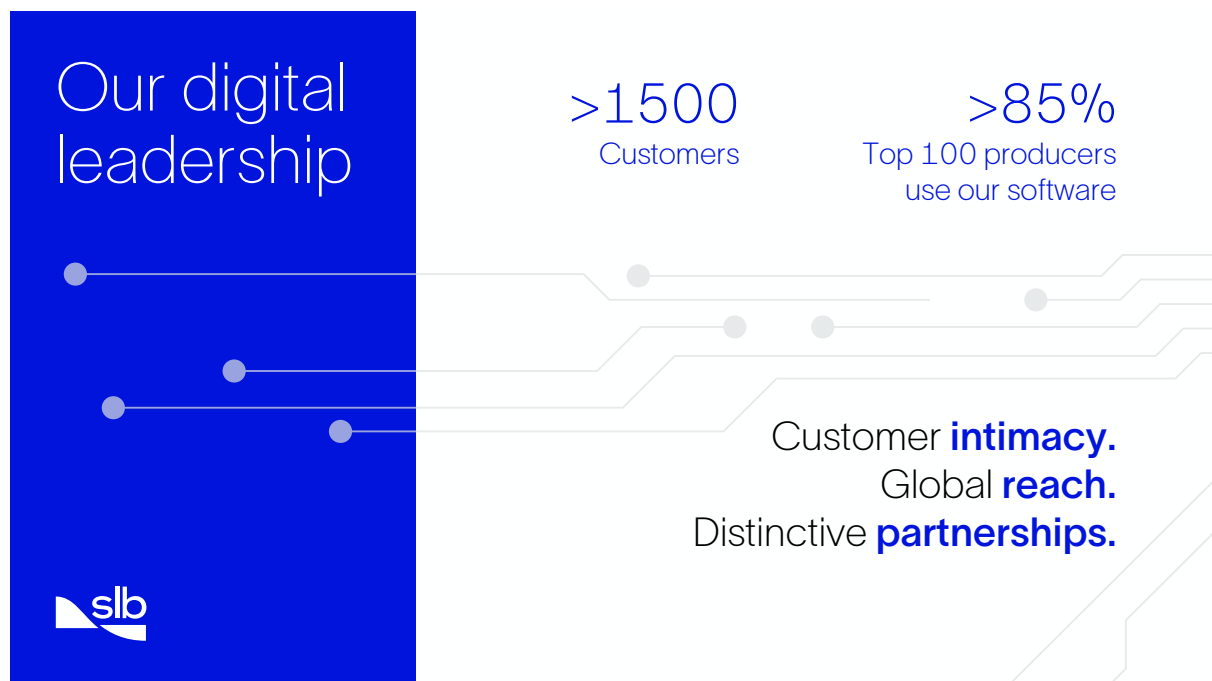 Our digital
leadership
>1500
Customers
>85%
Top 100 producers
use our software
Customer intimacy.
Global reach.
Distinctive partnerships.
slb